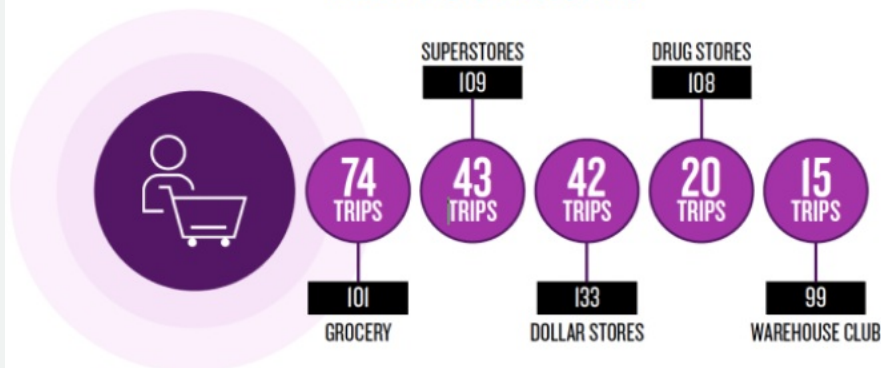 SUPERSTORES
109
DRUG STORES
108
74
TRIPS
43
TRIPS
42
TRIPS
20
TRIPS
15
TRIPS
101
GROCERY
133
DOLLAR STORES
99
WAREHOUSE CLUB